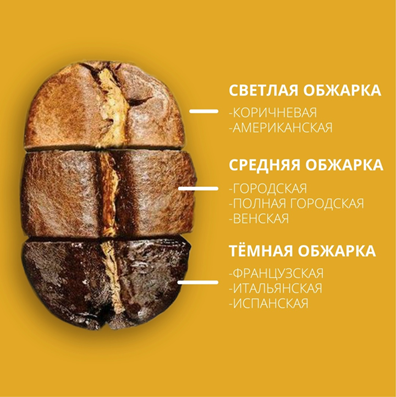 СВЕТЛАЯ ОБЖАРКА
-КОРИЧНЕВАЯ
-АМЕРИКАНСКАЯ
СРЕДНЯЯ ОБЖАРКА
-ГОРОДСКАЯ
-ПОЛНАЯ ГОРОДСКАЯ
-ВЕНСКАЯ
ТЁМНАЯ ОБЖАРКА
-ФРАНЦУЗСКАЯ
-ИТАЛЬЯНСКАЯ
-ИСПАНСКАЯ